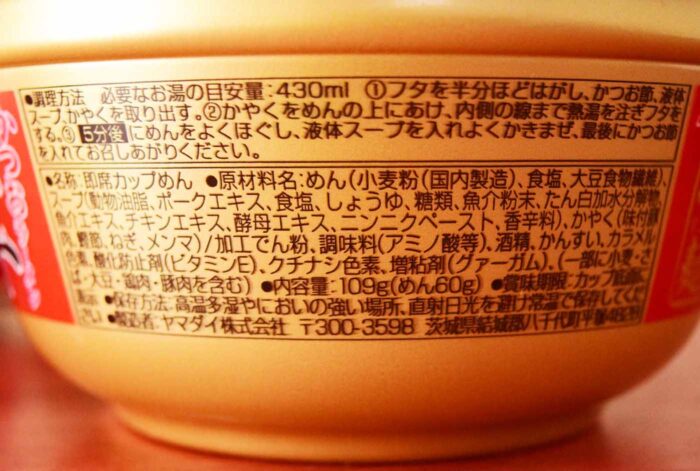 ●調理方法 必要なお湯の目安量:430ml ①フタを半分ほどはがし、かつお節、液体
スープ、かやくを取り出す。②かやくをめんの上にあけ、内側の線まで熱湯を注ぎフタを
する。③ 5分後にめんをよくほぐし、液体スープを入れよくかきまぜ、最後にかつお節
を入れてお召しあがりください。
●名称:即席カップめん ●原材料名:めん(小麦粉(国内製造)、食塩、大豆食物繊維)、
スープ(動物油脂、ポークエキス、食塩、しょうゆ、糖類、魚介粉末、たん白加水分解物、
魚介エキス、チキンエキス、酵母エキス、ニンニクペースト、香辛料)、かやく(味付豚
肉、鰹節、ねぎ、メンマ)/加工でん粉、調味料(アミノ酸等)、酒精、かんすい、カラメル
色素、酸化防止剤(ビタミンE)、クチナシ色素、増粘剤(グァーガム)、(一部に小麦・さ
ば・大豆・鶏肉・豚肉を含む) ●内容量:109g(めん60g) ●賞味期限:カップ底面に
表示 ●保存方法:高温多湿やにおいの強い場所、直射日光を避け常温で保存してくだ
さい ●製造者:ヤマダイ株式会社 〒300-3598 茨城県結城郡八千代町平塚4828